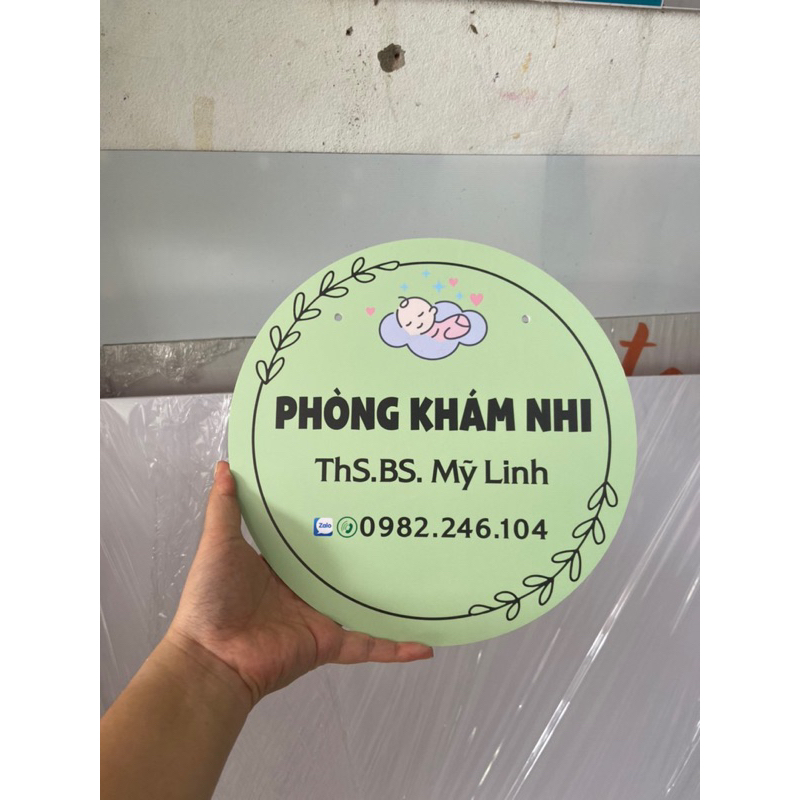 PHÒNG KHÁM NHI
ThS.BS. Mỹ Linh
Zalo 0982.246.104